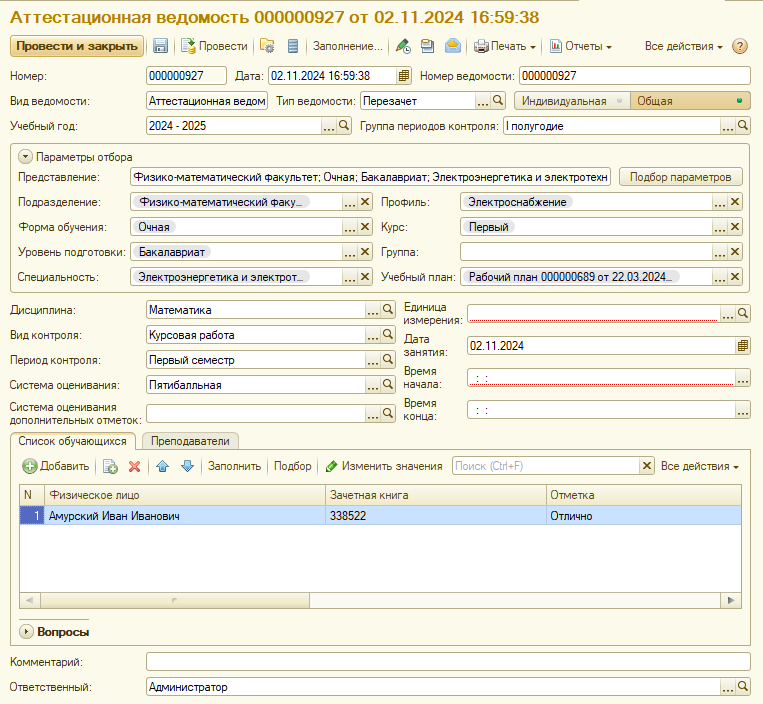 Аттестационная ведомость 000000927 от 02.11.2024 16:59:38
Провести и закрыть Провести Заполнение... Печать Отчеты Все действия ?
Номер: 000000927 Дата: 02.11.2024 16:59:38 Номер ведомости: 000000927
Вид ведомости: Аттестационная ведом Тип ведомости: Перезачет ... Индивидуальная Общая
Учебный год: 2024 - 2025 ... Группа периодов контроля: I полугодие ...
Параметры отбора
Представление: Физико-математический факультет; Очная; Бакалавриат; Электроэнергетика и электротехн Подбор параметров
Подразделение: Физико-математический факу... ... X Профиль: Электроснабжение ... X
Форма обучения: Очная ... X Курс: Первый ... X
Уровень подготовки: Бакалавриат ... X Группа: ... X
Специальность: Электроэнергетика и электрот... ... X Учебный план: Рабочий план 000000689 от 22.03.2024... ... X
Дисциплина: Математика ... Единица измерения: ...
Вид контроля: Курсовая работа ... Дата занятия: 02.11.2024
Период контроля: Первый семестр ... Время начала: : : ...
Система оценивания: Пятибалльная ... Время конца: : : ...
Система оценивания дополнительных отметок: ...
Список обучающихся Преподаватели
Добавить Заполнить Подбор Изменить значения Поиск (Ctrl+F) X Все действия
N Физическое лицо Зачетная книга Отметка
1 Амурский Иван Иванович 338522 Отлично
Вопросы
Комментарий:
Ответственный: Администратор ...